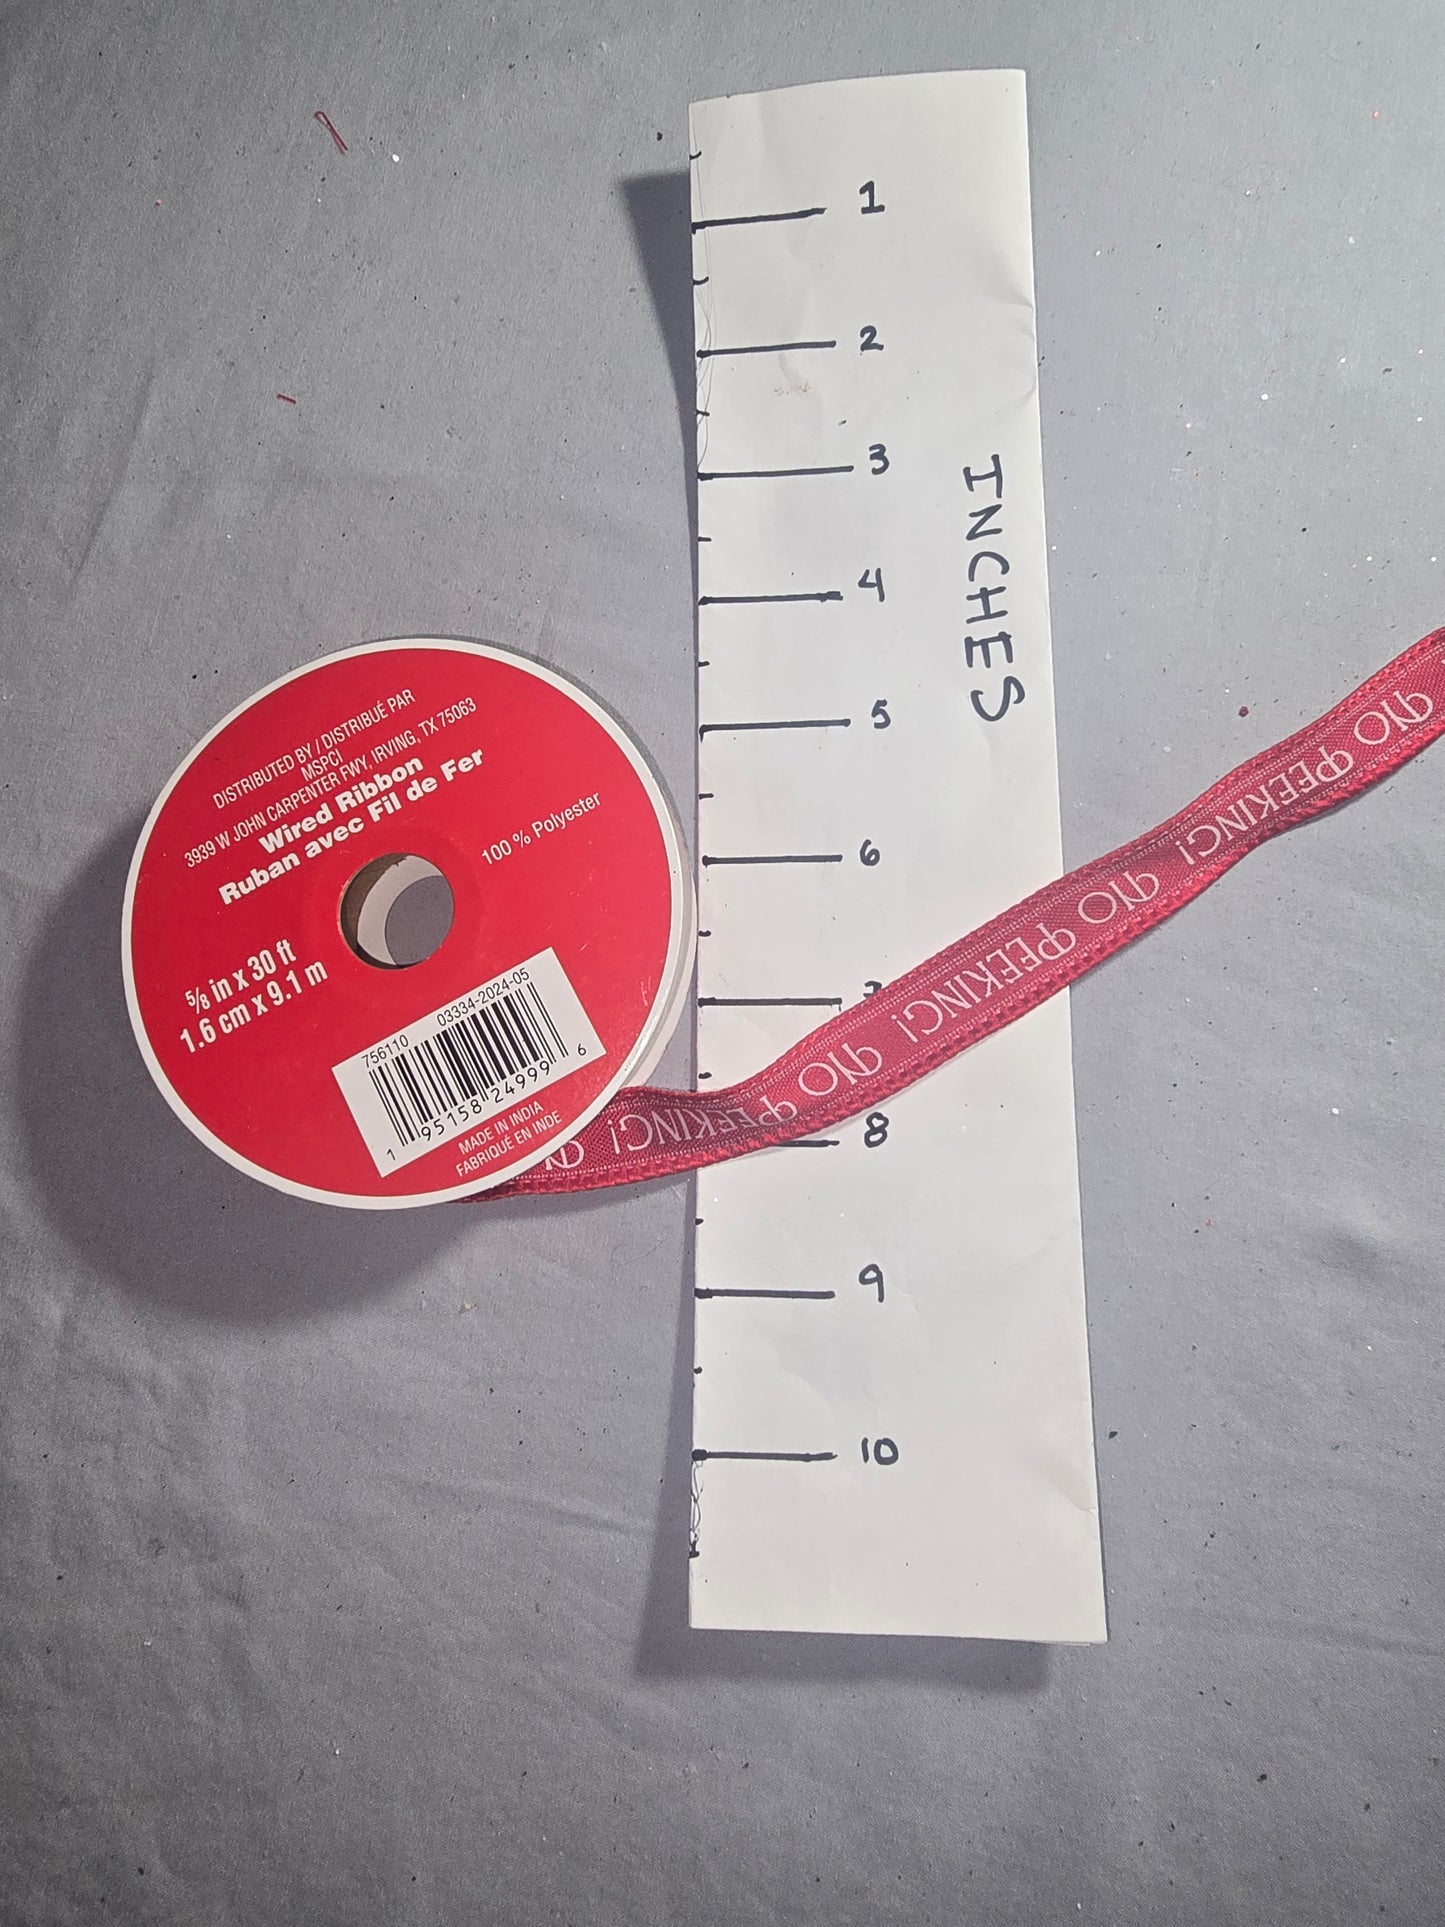 DISTRIBUTED BY / DISTRIBUÉ PAR
MSPCI
3939 W JOHN CARPENTER FWY, IRVING, TX 75063
Wired Ribbon
Ruban avec Fil de Fer
100 % Polyester
5/8 in x 30 ft
1.6 cm x 9.1 m
756110 03334-2024-05
1 95158 24999 6
MADE IN INDIA
FABRIQUÉ EN INDE
1
2
3
4
5
6
7
8
9
10
INCHES
NO PEEKING! NO PEEKING! NO PEEKING! NO